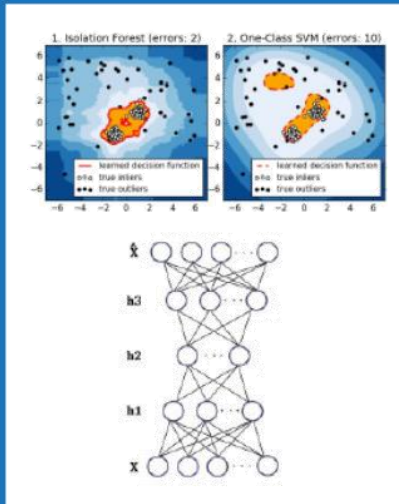 1. Isolation Forest (errors: 2)
2. One-Class SVM (errors: 10)
6
4
2
0
−2
−4
−6
learned decision function
true inliers
true outliers
−6 −4 −2 0 2 4 6
6
4
2
0
−2
−4
−6
learned decision function
true inliers
true outliers
−6 −4 −2 0 2 4 6
X̂
h3
h2
h1
X